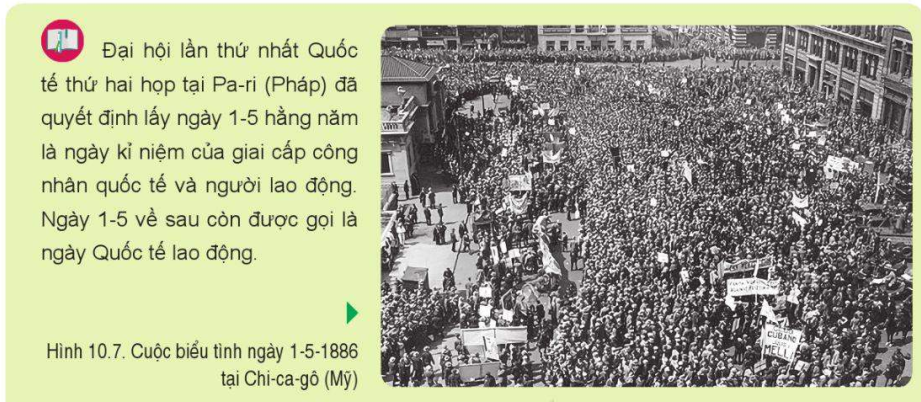 Đại hội lần thứ nhất Quốc
tế thứ hai họp tại Pa-ri (Pháp) đã
quyết định lấy ngày 1-5 hằng năm
là ngày kỉ niệm của giai cấp công
nhân quốc tế và người lao động.
Ngày 1-5 về sau còn được gọi là
ngày Quốc tế lao động.
Hình 10.7. Cuộc biểu tình ngày 1-5-1886
tại Chi-ca-gô (Mỹ)
CUBANO
MELLA